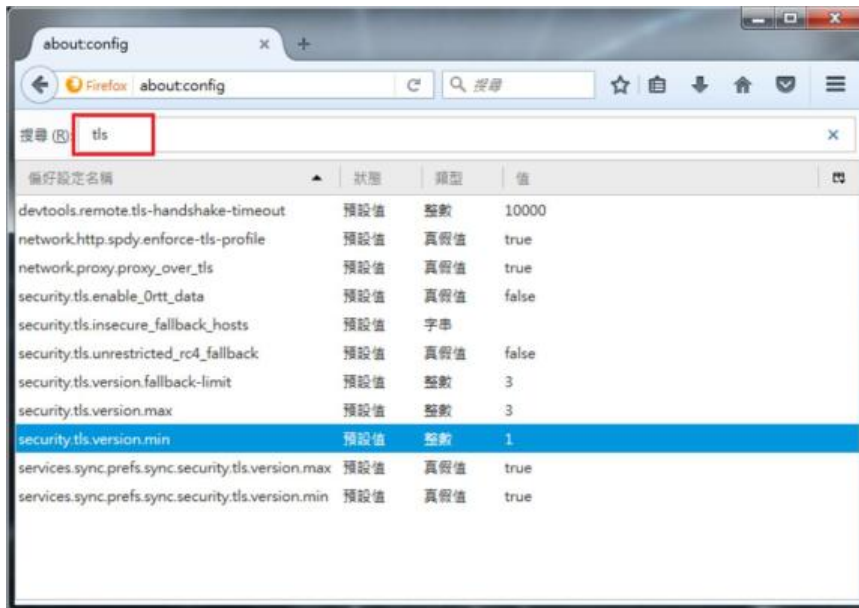 about:config
Firefox about:config 搜尋
搜尋 (R): tls
偏好設定名稱 狀態 類型 值
devtools.remote.tls-handshake-timeout 預設值 整數 10000
network.http.spdy.enforce-tls-profile 預設值 真假值 true
network.proxy.proxy_over_tls 預設值 真假值 true
security.tls.enable_0rtt_data 預設值 真假值 false
security.tls.insecure_fallback_hosts 預設值 字串
security.tls.unrestricted_rc4_fallback 預設值 真假值 false
security.tls.version.fallback-limit 預設值 整數 3
security.tls.version.max 預設值 整數 3
security.tls.version.min 預設值 整數 1
services.sync.prefs.sync.security.tls.version.max 預設值 真假值 true
services.sync.prefs.sync.security.tls.version.min 預設值 真假值 true